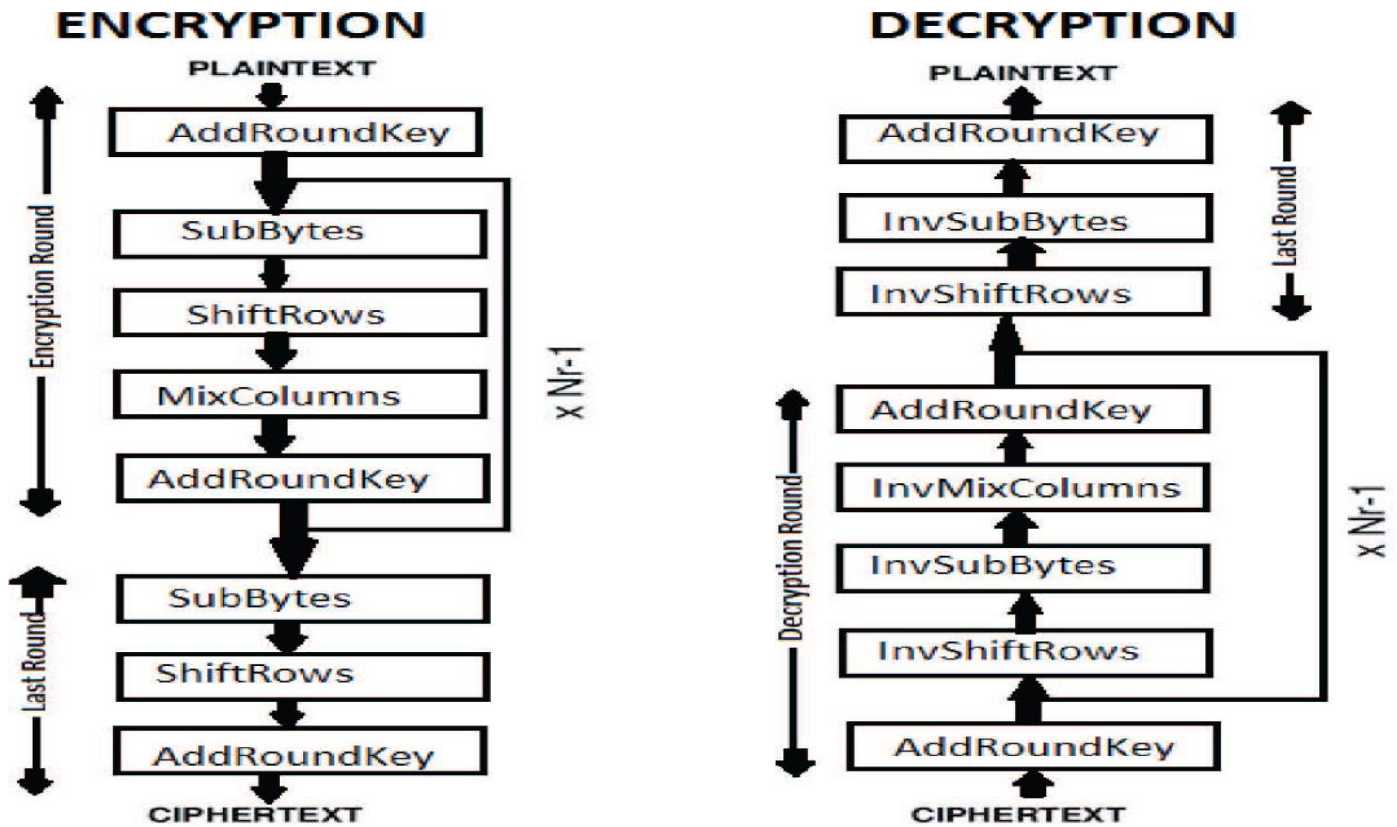 ENCRYPTION
PLAINTEXT
AddRoundKey
SubBytes
ShiftRows
MixColumns
AddRoundKey
SubBytes
ShiftRows
AddRoundKey
CIPHERTEXT
Encryption Round
Last Round
x Nr-1
DECRYPTION
PLAINTEXT
AddRoundKey
InvSubBytes
InvShiftRows
AddRoundKey
InvMixColumns
InvSubBytes
InvShiftRows
AddRoundKey
CIPHERTEXT
Last Round
Decryption Round
x Nr-1